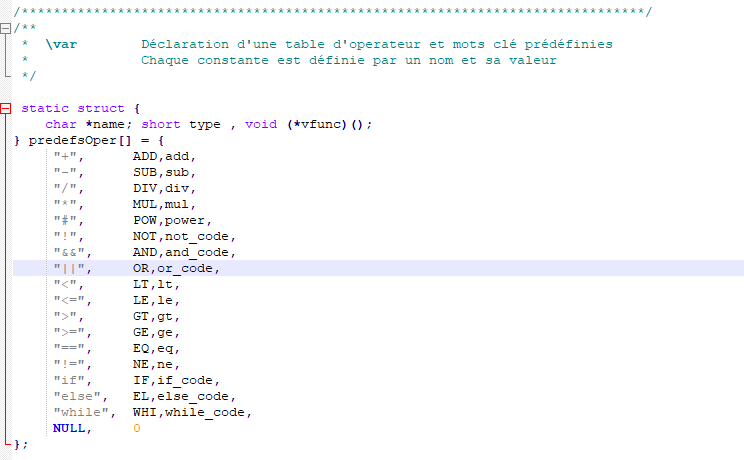 /******************************************************************************/
/**
 *  \var        Déclaration d'une table d'operateur et mots clé prédéfinies
 *              Chaque constante est définie par un nom et sa valeur
 */
 static struct {
    char *name; short type , void (*vfunc)();
} predefsOper[] = {
     "+",      ADD,add,
     "-",      SUB,sub,
     "/",      DIV,div,
     "*",      MUL,mul,
     "#",      POW,power,
     "!",      NOT,not_code,
     "&&",     AND,and_code,
     "||",     OR,or_code,
     "<",      LT,lt,
     "<=",     LE,le,
     ">",      GT,gt,
     ">=",     GE,ge,
     "==",     EQ,eq,
     "!=",     NE,ne,
     "if",     IF,if_code,
     "else",   EL,else_code,
     "while",  WHI,while_code,
     NULL,     0
};